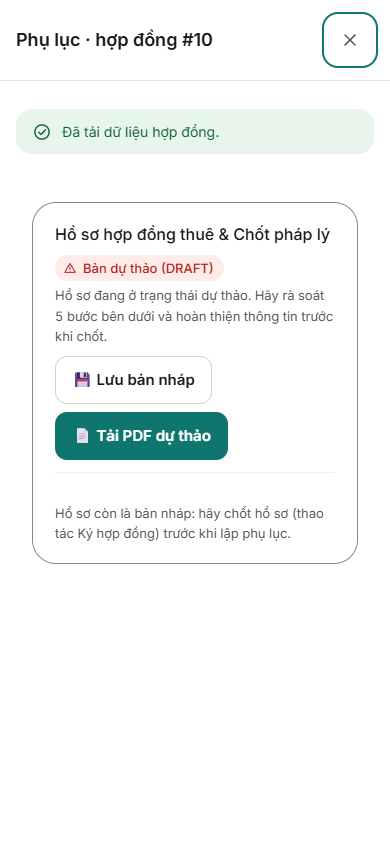 Phụ lục · hợp đồng #10
Đã tải dữ liệu hợp đồng.
Hồ sơ hợp đồng thuê & Chốt pháp lý
Bản dự thảo (DRAFT)
Hồ sơ đang ở trạng thái dự thảo. Hãy rà soát
5 bước bên dưới và hoàn thiện thông tin trước
khi chốt.
Lưu bản nháp
Tải PDF dự thảo
Hồ sơ còn là bản nháp: hãy chốt hồ sơ (thao
tác Ký hợp đồng) trước khi lập phụ lục.